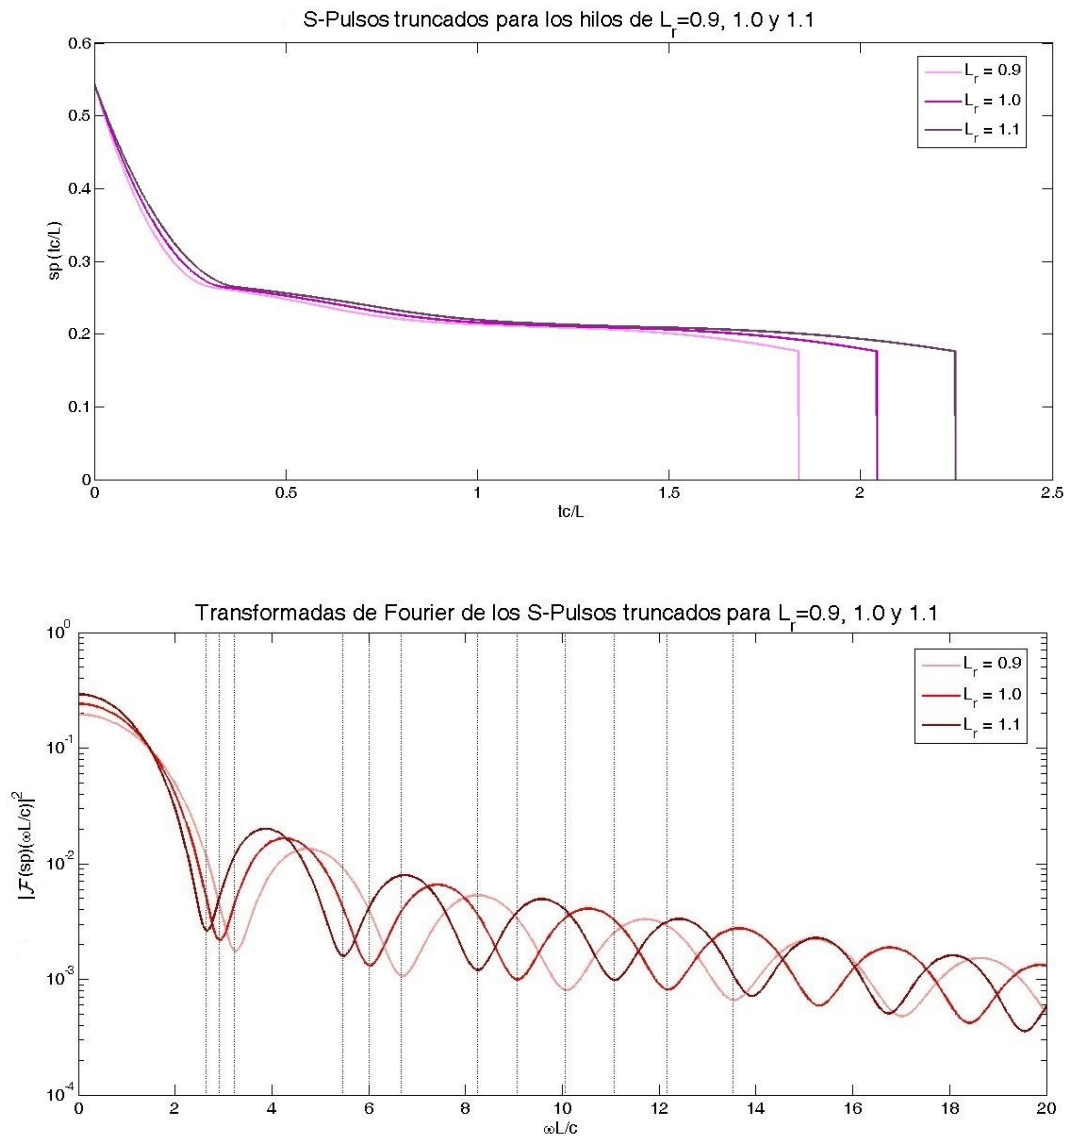 S-Pulsos truncados para los hilos de L_r=0.9, 1.0 y 1.1
0.6
0.5
0.4
0.3
0.2
0.1
0
sp (tc/L)
L_r = 0.9
L_r = 1.0
L_r = 1.1
0 0.5 1 1.5 2 2.5
tc/L
Transformadas de Fourier de los S-Pulsos truncados para L_r=0.9, 1.0 y 1.1
10^0
10^-1
10^-2
10^-3
10^-4
|ℱ(sp)(ωL/c)|^2
L_r = 0.9
L_r = 1.0
L_r = 1.1
0 2 4 6 8 10 12 14 16 18 20
ωL/c